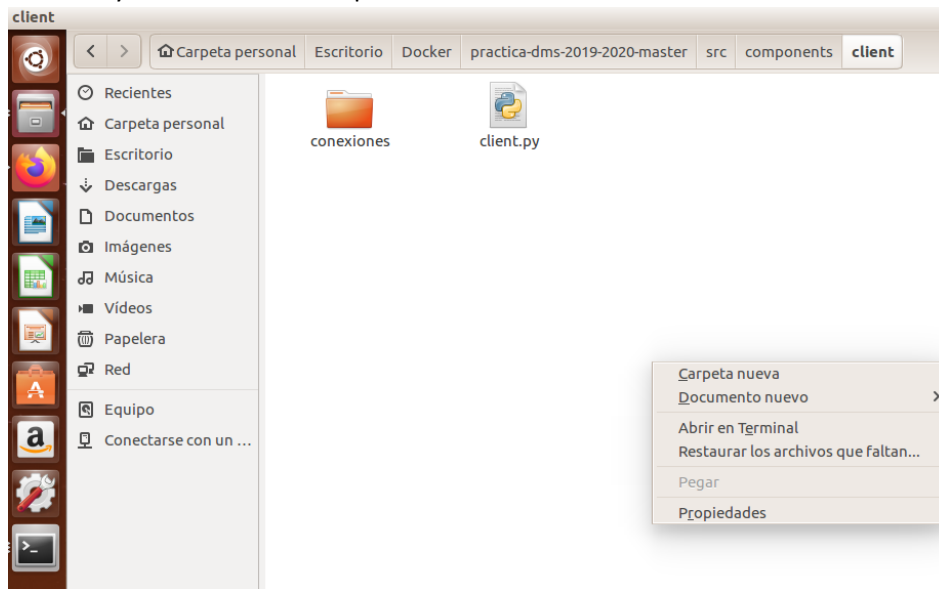 client
Carpeta personal Escritorio Docker practica-dms-2019-2020-master src components client
Recientes
Carpeta personal
Escritorio
Descargas
Documentos
Imágenes
Música
Vídeos
Papelera
Red
Equipo
Conectarse con un ...
conexiones
client.py
Carpeta nueva
Documento nuevo
Abrir en Terminal
Restaurar los archivos que faltan...
Pegar
Propiedades